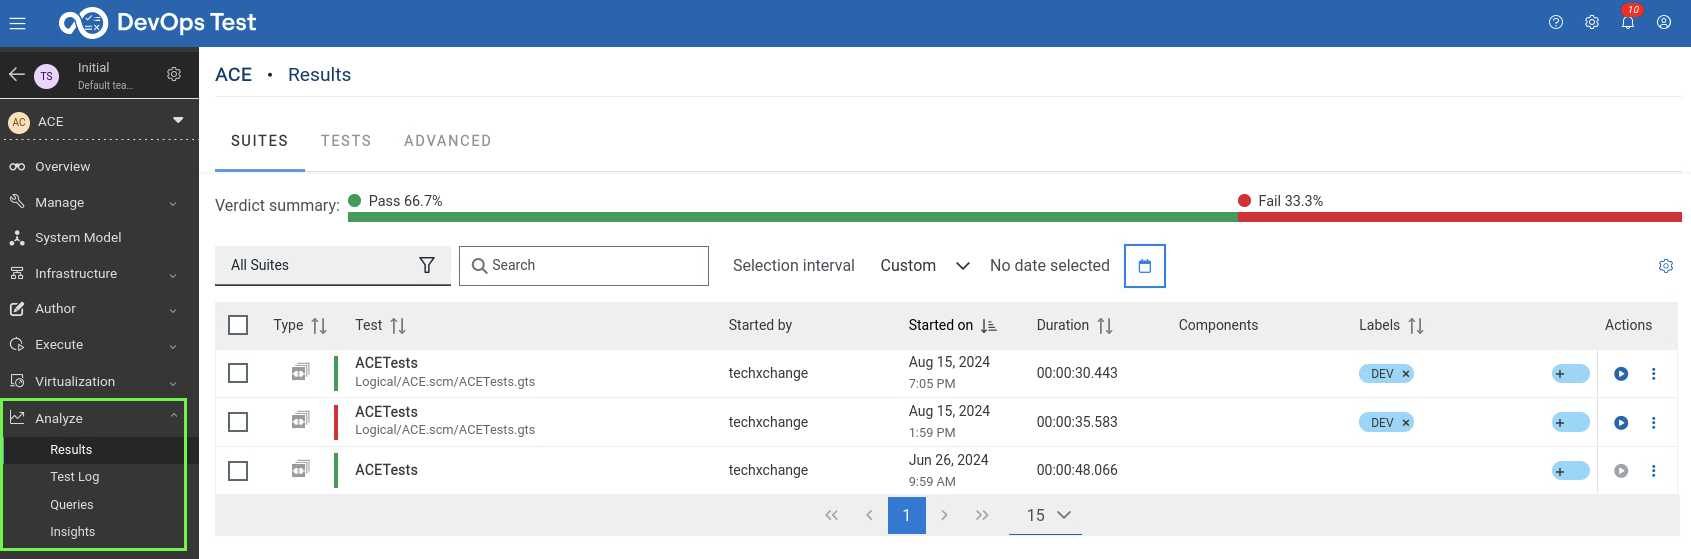 DevOps Test
10
TS
Initial
Default tea...
AC
ACE
Overview
Manage
System Model
Infrastructure
Author
Execute
Virtualization
Analyze
Results
Test Log
Queries
Insights
ACE • Results
SUITES TESTS ADVANCED
Verdict summary: Pass 66.7% Fail 33.3%
All Suites Search Selection interval Custom No date selected
Type Test Started by Started on Duration Components Labels Actions
ACETests
Logical/ACE.scm/ACETests.gts
techxchange
Aug 15, 2024
7:05 PM
00:00:30.443
DEV ×
+
ACETests
Logical/ACE.scm/ACETests.gts
techxchange
Aug 15, 2024
1:59 PM
00:00:35.583
DEV ×
+
ACETests
techxchange
Jun 26, 2024
9:59 AM
00:00:48.066
+
1 15